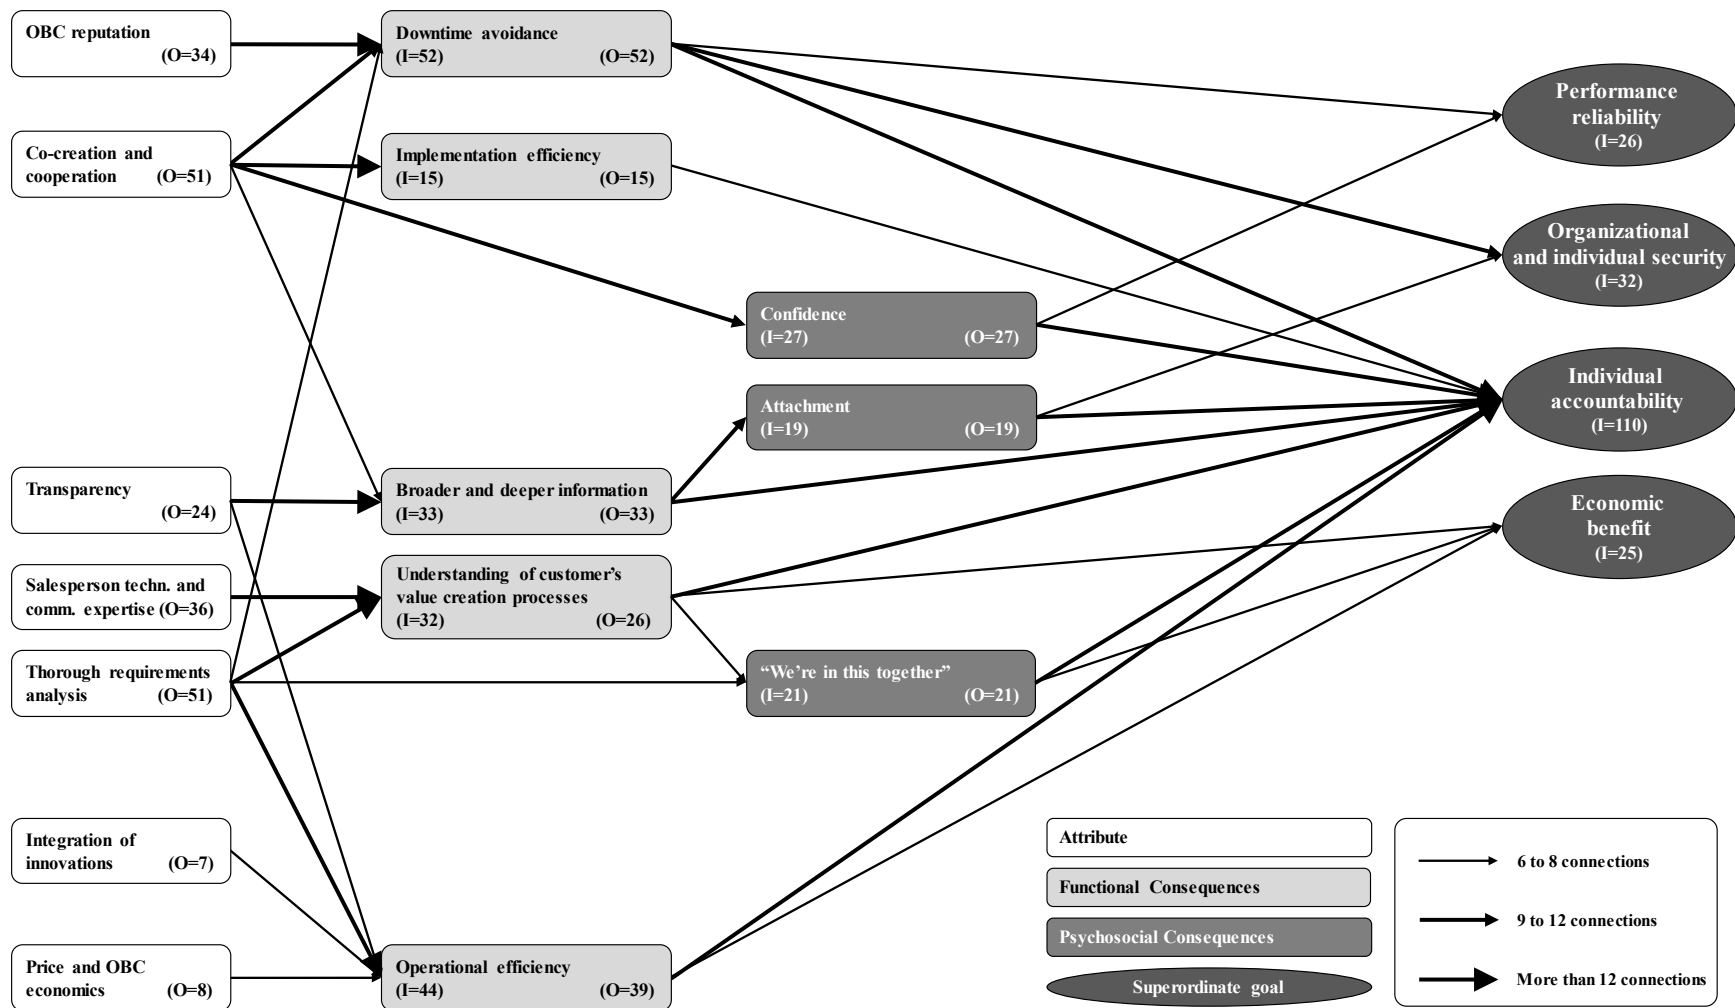 OBC reputation
(O=34)
Co-creation and
cooperation (O=51)
Transparency
(O=24)
Salesperson techn. and
comm. expertise (O=36)
Thorough requirements
analysis (O=51)
Integration of
innovations (O=7)
Price and OBC
economics (O=8)
Downtime avoidance
(I=52) (O=52)
Implementation efficiency
(I=15) (O=15)
Broader and deeper information
(I=33) (O=33)
Understanding of customer’s
value creation processes
(I=32) (O=26)
Operational efficiency
(I=44) (O=39)
Confidence
(I=27) (O=27)
Attachment
(I=19) (O=19)
“We’re in this together”
(I=21) (O=21)
Performance
reliability
(I=26)
Organizational
and individual security
(I=32)
Individual
accountability
(I=110)
Economic
benefit
(I=25)
Attribute
Functional Consequences
Psychosocial Consequences
Superordinate goal
6 to 8 connections
9 to 12 connections
More than 12 connections